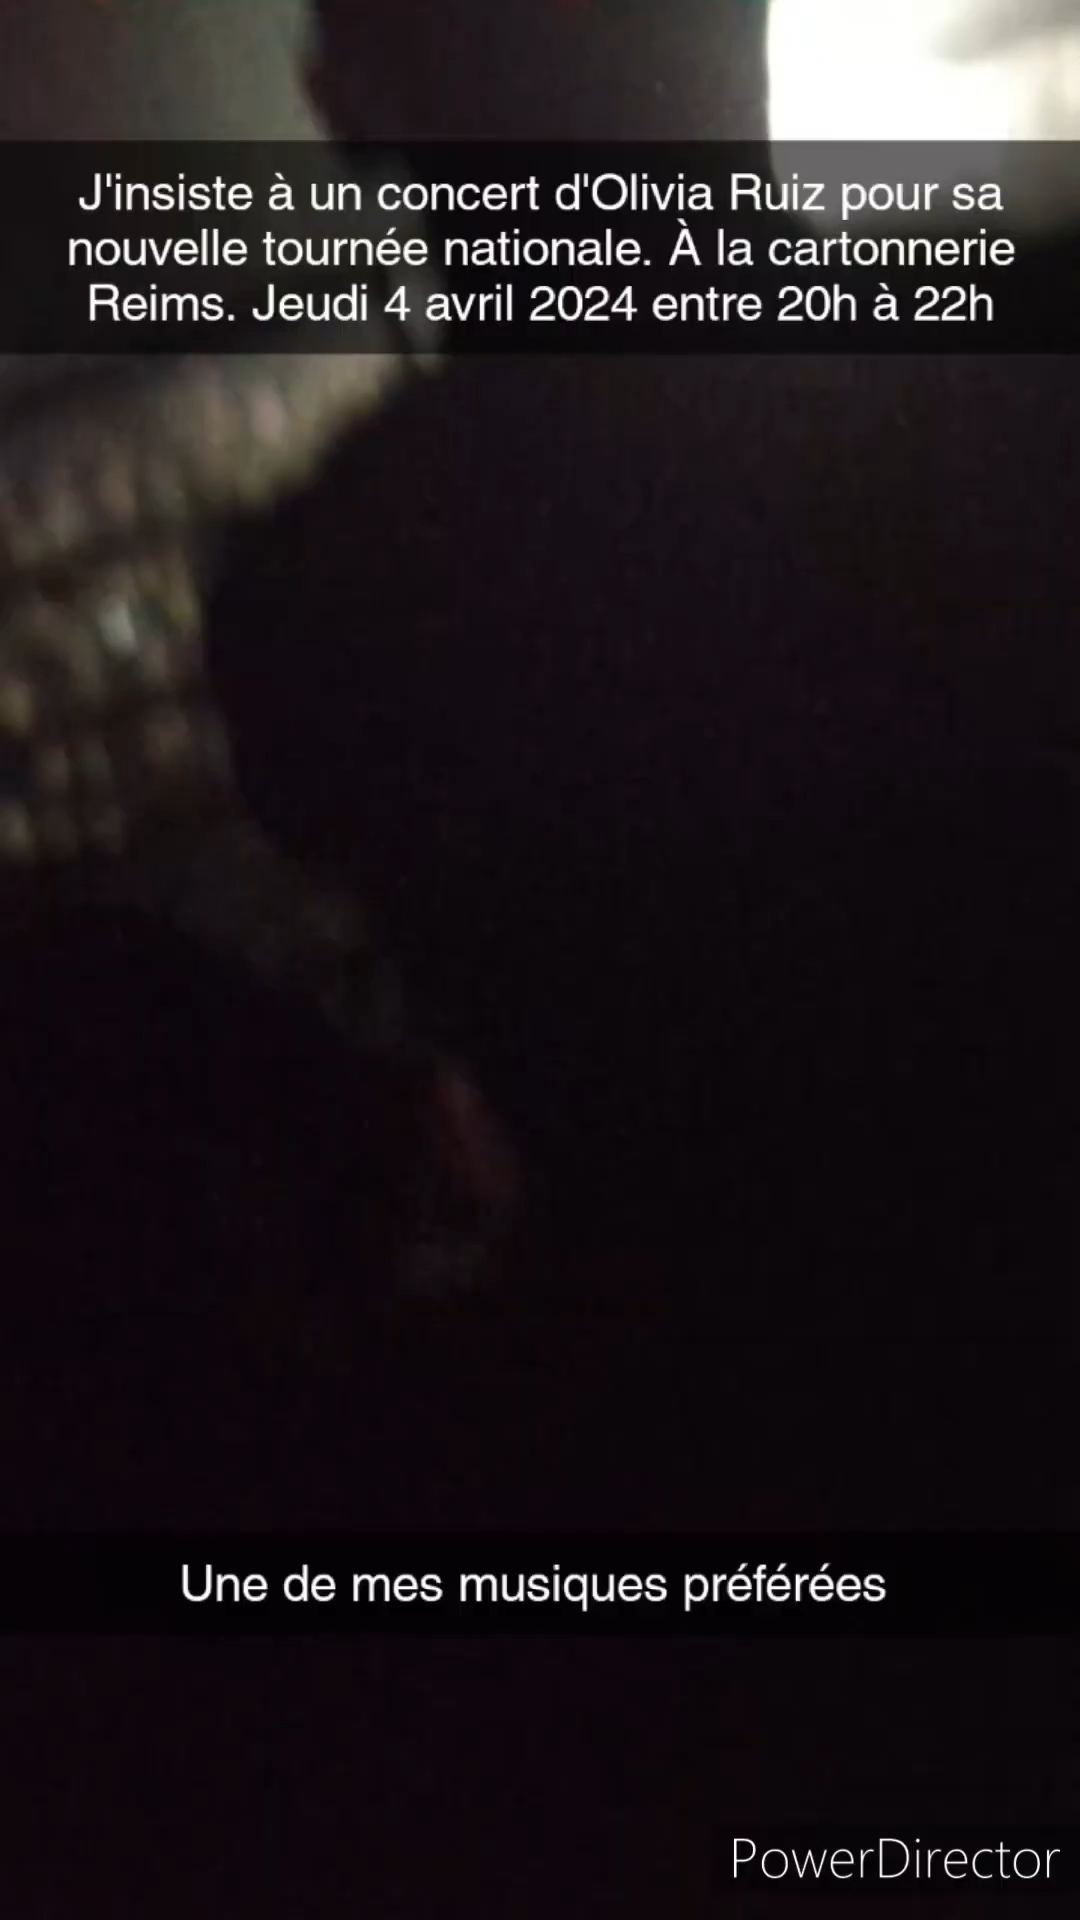 J'insiste à un concert d'Olivia Ruiz pour sa
nouvelle tournée nationale. À la cartonnerie
Reims. Jeudi 4 avril 2024 entre 20h à 22h
Une de mes musiques préférées
PowerDirector